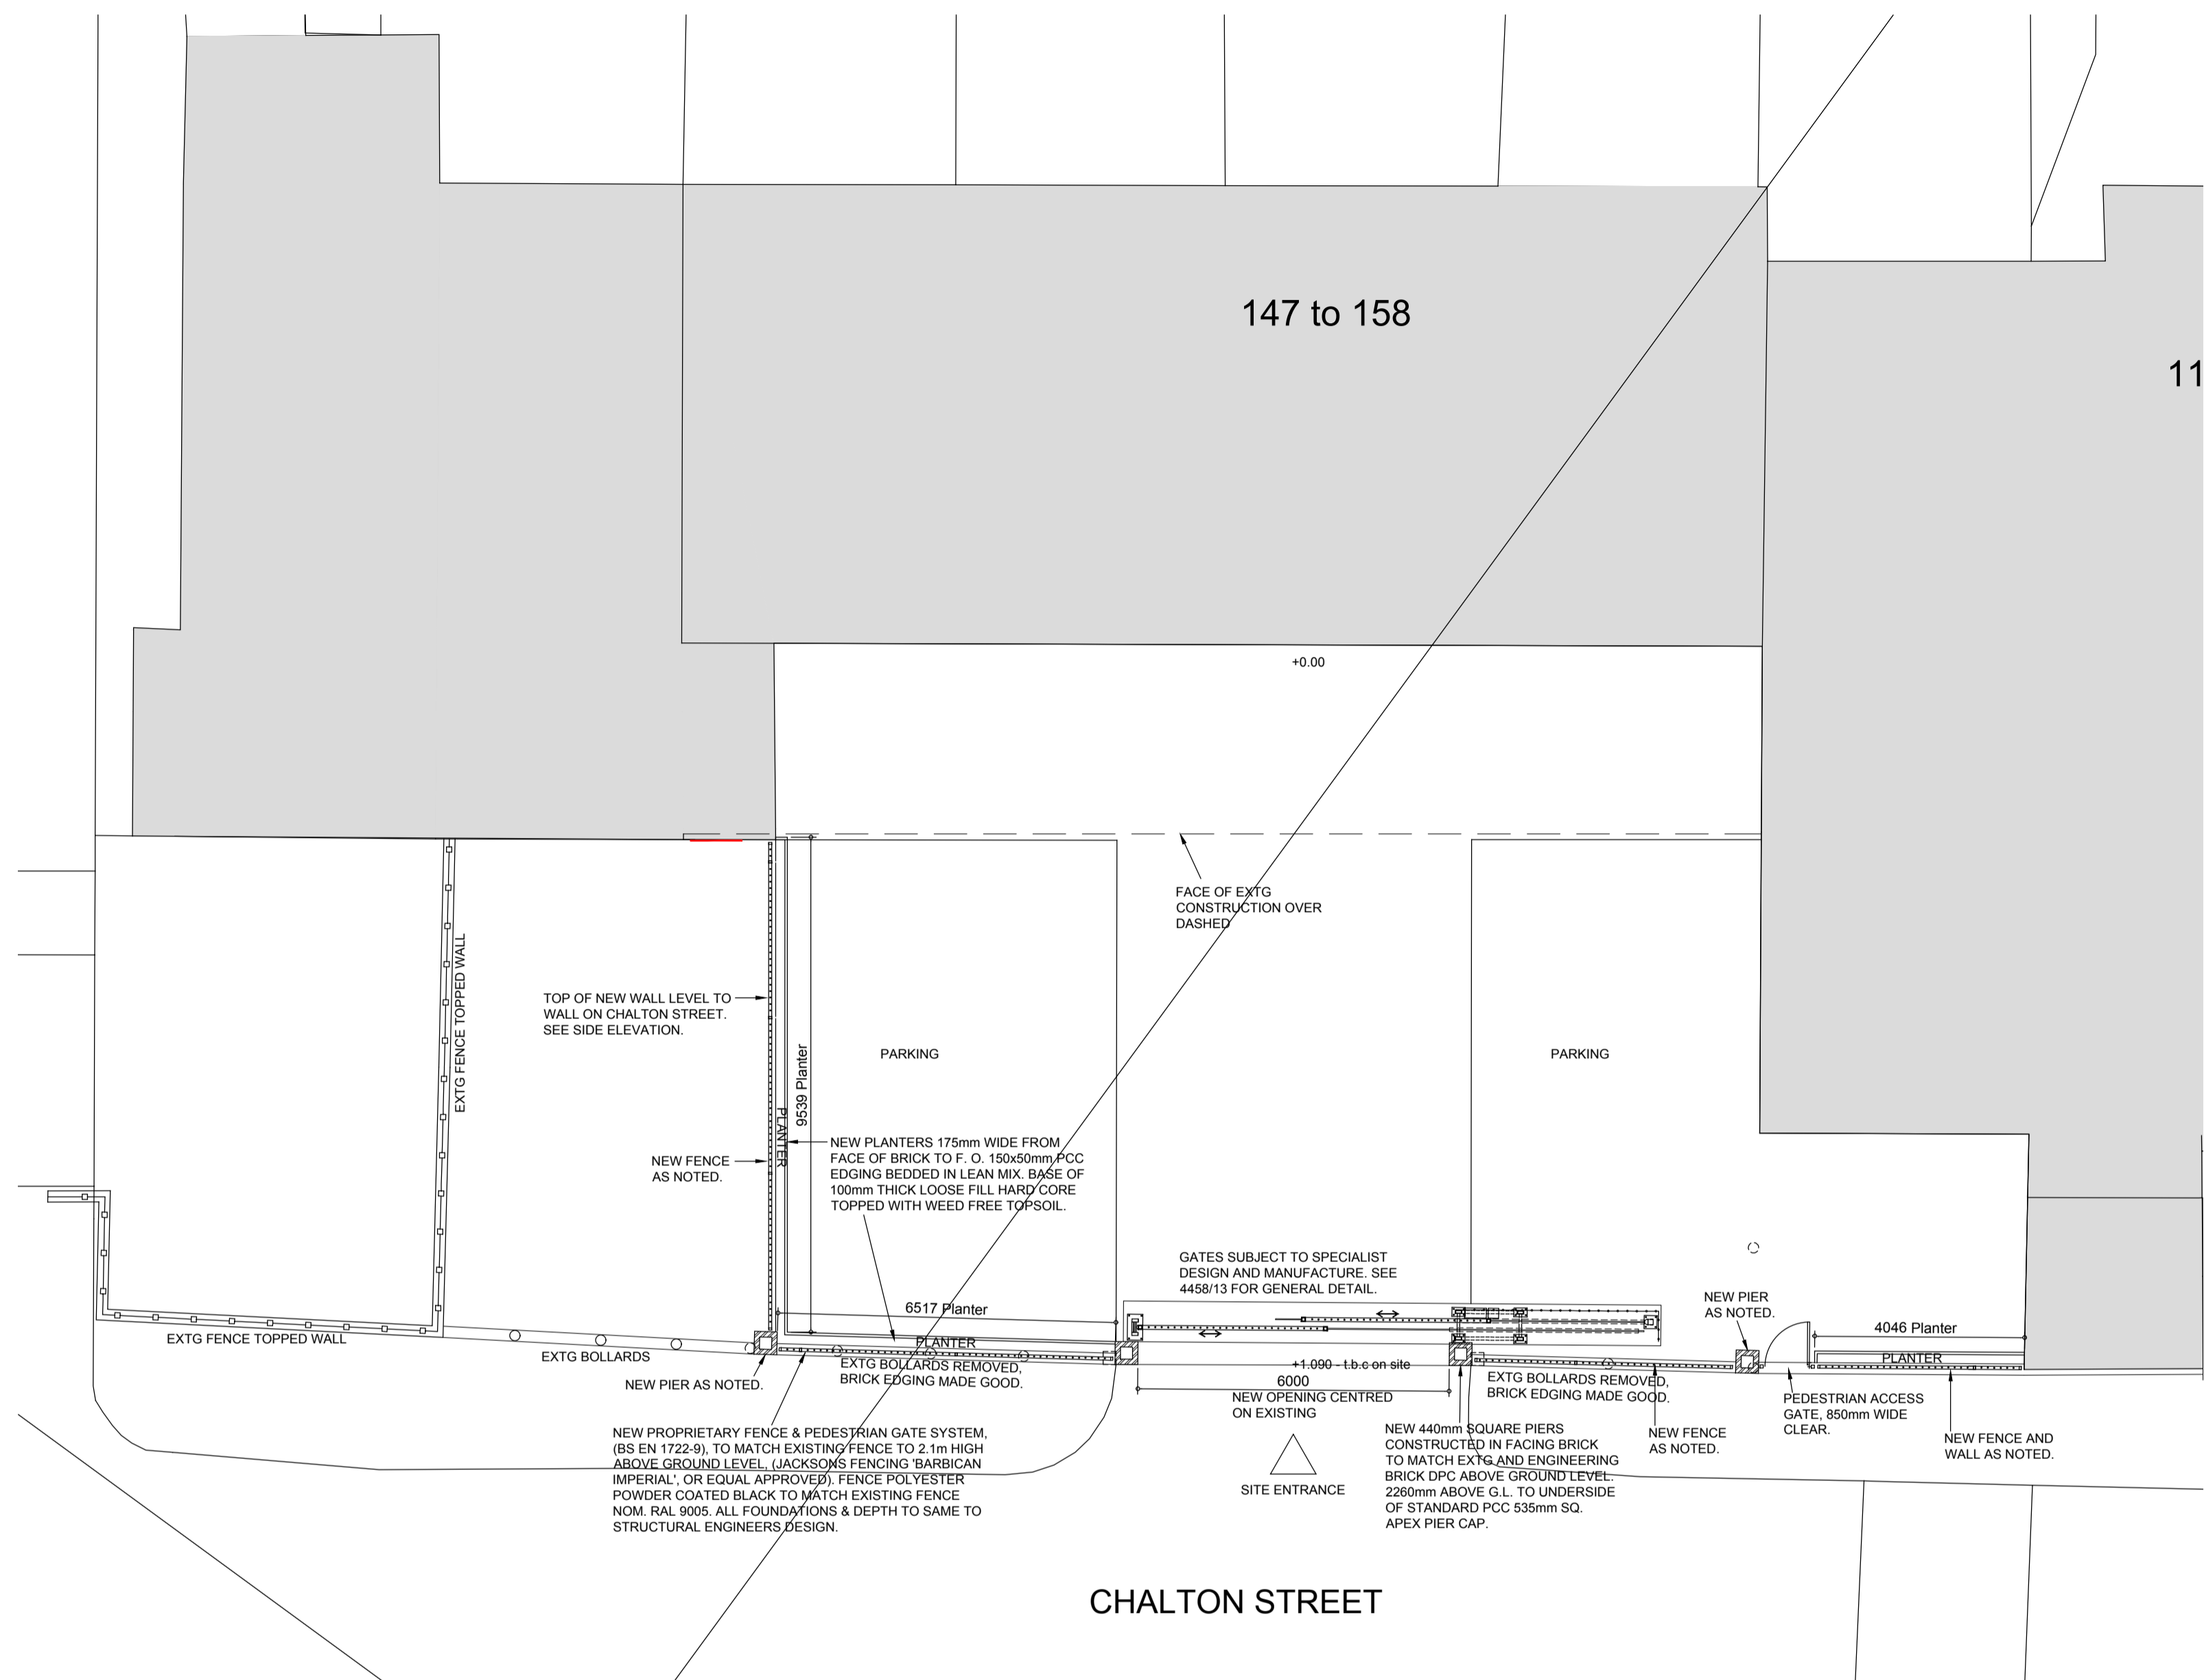 147 to 158
11
+0.00
FACE OF EXTG
CONSTRUCTION OVER
DASHED
EXTG FENCE TOPPED WALL
TOP OF NEW WALL LEVEL TO
WALL ON CHALTON STREET.
SEE SIDE ELEVATION.
PARKING
PARKING
9539 Planter
PLANTER
NEW FENCE
AS NOTED.
NEW PLANTERS 175mm WIDE FROM
FACE OF BRICK TO F. O. 150x50mm PCC
EDGING BEDDED IN LEAN MIX. BASE OF
100mm THICK LOOSE FILL HARD CORE
TOPPED WITH WEED FREE TOPSOIL.
GATES SUBJECT TO SPECIALIST
DESIGN AND MANUFACTURE. SEE
4458/13 FOR GENERAL DETAIL.
6517 Planter
NEW PIER
AS NOTED.
4046 Planter
EXTG FENCE TOPPED WALL
EXTG BOLLARDS
PLANTER
PLANTER
EXTG BOLLARDS REMOVED,
BRICK EDGING MADE GOOD.
+1.090 - t.b.c on site
6000
NEW OPENING CENTRED
ON EXISTING
EXTG BOLLARDS REMOVED,
BRICK EDGING MADE GOOD.
NEW PIER AS NOTED.
PEDESTRIAN ACCESS
GATE, 850mm WIDE
CLEAR.
NEW PROPRIETARY FENCE & PEDESTRIAN GATE SYSTEM,
(BS EN 1722-9), TO MATCH EXISTING FENCE TO 2.1m HIGH
ABOVE GROUND LEVEL, (JACKSONS FENCING 'BARBICAN
IMPERIAL', OR EQUAL APPROVED). FENCE POLYESTER
POWDER COATED BLACK TO MATCH EXISTING FENCE
NOM. RAL 9005. ALL FOUNDATIONS & DEPTH TO SAME TO
STRUCTURAL ENGINEERS DESIGN.
SITE ENTRANCE
NEW 440mm SQUARE PIERS
CONSTRUCTED IN FACING BRICK
TO MATCH EXTG AND ENGINEERING
BRICK DPC ABOVE GROUND LEVEL.
2260mm ABOVE G.L. TO UNDERSIDE
OF STANDARD PCC 535mm SQ.
APEX PIER CAP.
NEW FENCE
AS NOTED.
NEW FENCE AND
WALL AS NOTED.
CHALTON STREET